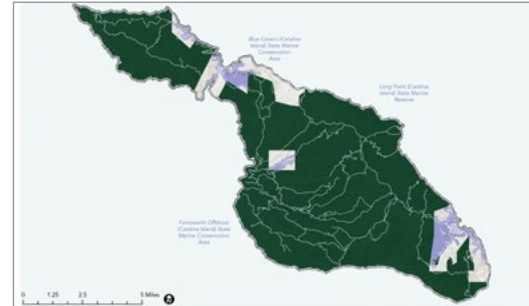 Blue Cavern (Catalina
Island) State Marine
Conservation
Area
Long Point (Catalina
Island) State Marine
Reserve
Farnsworth Offshore
(Catalina Island) State
Marine Conservation
Area
0 1.25 2.5 5 Miles